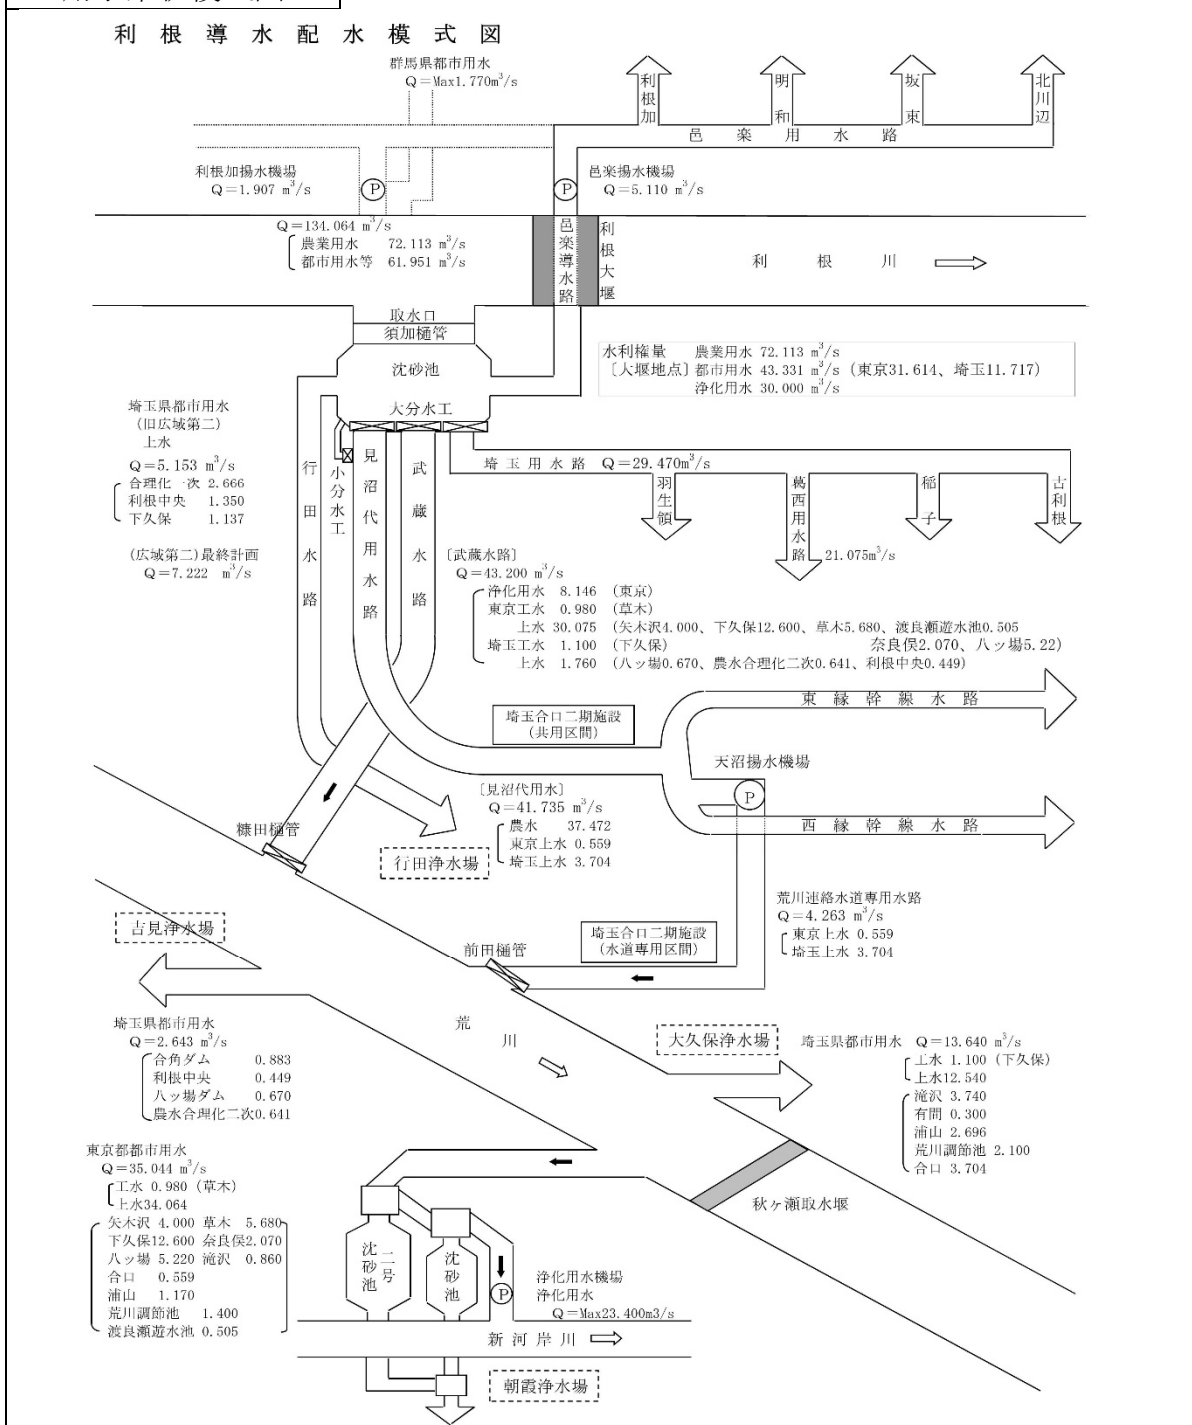 利根導水配水模式図
群馬県都市用水
Q=Max1.770m³/s
利根加
明和
坂東
北川辺
邑楽用水路
利根加揚水機場
Q=1.907 m³/s
P
P
邑楽揚水機場
Q=5.110 m³/s
Q=134.064 m³/s
農業用水 72.113 m³/s
都市用水等 61.951 m³/s
邑楽導水路
利根大堰
利根川
取水口
須加樋管
沈砂池
大分水工
水利権量 農業用水 72.113 m³/s
〔大堰地点〕都市用水 43.331 m³/s (東京31.614、埼玉11.717)
浄化用水 30.000 m³/s
埼玉県都市用水
(旧広域第二)
上水
Q=5.153 m³/s
合理化一次 2.666
利根中央 1.350
下久保 1.137
(広域第二)最終計画
Q=7.222 m³/s
行田水路
小分水工
見沼代用水路
武蔵水路
埼玉用水路 Q=29.470m³/s
羽生領
葛西用水路
21.075m³/s
稲子
古利根
〔武蔵水路〕
Q=43.200 m³/s
浄化用水 8.146 (東京)
東京工水 0.980 (草木)
上水 30.075 (矢木沢4.000、下久保12.600、草木5.680、渡良瀬遊水池0.505
奈良俣2.070、八ッ場5.22)
埼玉工水 1.100 (下久保)
上水 1.760 (八ッ場0.670、農水合理化二次0.641、利根中央0.449)
埼玉合口二期施設
(共用区間)
東縁幹線水路
天沼揚水機場
P
西縁幹線水路
〔見沼代用水〕
Q=41.735 m³/s
農水 37.472
東京上水 0.559
埼玉上水 3.704
糠田樋管
行田浄水場
荒川連絡水道専用水路
Q=4.263 m³/s
東京上水 0.559
埼玉上水 3.704
吉見浄水場
前田樋管
埼玉合口二期施設
(水道専用区間)
荒川
埼玉県都市用水
Q=2.643 m³/s
合角ダム 0.883
利根中央 0.449
八ッ場ダム 0.670
農水合理化二次0.641
大久保浄水場
埼玉県都市用水 Q=13.640 m³/s
工水 1.100 (下久保)
上水12.540
滝沢 3.740
有間 0.300
浦山 2.696
荒川調節池 2.100
合口 3.704
東京都都市用水
Q=35.044 m³/s
工水 0.980 (草木)
上水34.064
矢木沢 4.000 草木 5.680
下久保12.600 奈良俣2.070
八ッ場 5.220 滝沢 0.860
合口 0.559
浦山 1.170
荒川調節池 1.400
渡良瀬遊水池 0.505
秋ヶ瀬取水堰
二号沈砂池
沈砂池
P
浄化用水機場
浄化用水
Q=Max23.400m3/s
新河岸川
朝霞浄水場